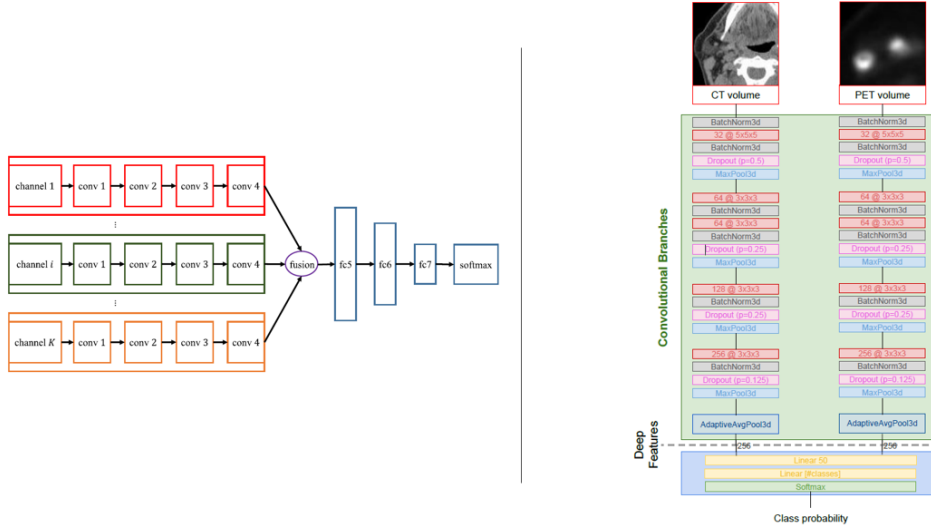 channel 1 conv 1 conv 2 conv 3 conv 4
...
channel i conv 1 conv 2 conv 3 conv 4
fusion fc5 fc6 fc7 softmax
...
channel K conv 1 conv 2 conv 3 conv 4
CT volume
BatchNorm3d
32 @ 5x5x5
BatchNorm3d
Dropout (p=0.5)
MaxPool3d
64 @ 3x3x3
64 @ 3x3x3
BatchNorm3d
Dropout (p=0.25)
MaxPool3d
128 @ 3x3x3
BatchNorm3d
Dropout (p=0.25)
MaxPool3d
256 @ 3x3x3
BatchNorm3d
Dropout (p=0.125)
MaxPool3d
AdaptiveAvgPool3d
256
PET volume
BatchNorm3d
32 @ 5x5x5
BatchNorm3d
Dropout (p=0.5)
MaxPool3d
64 @ 3x3x3
64 @ 3x3x3
BatchNorm3d
Dropout (p=0.25)
MaxPool3d
128 @ 3x3x3
BatchNorm3d
Dropout (p=0.25)
MaxPool3d
256 @ 3x3x3
BatchNorm3d
Dropout (p=0.125)
MaxPool3d
AdaptiveAvgPool3d
256
Convolutional Branches
Deep
Features
Linear 50
Linear [#classes]
Softmax
Class probability